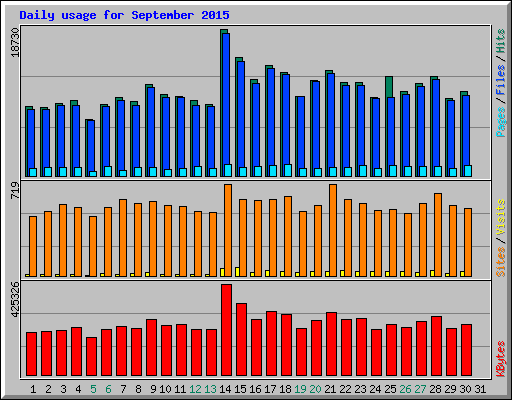 Daily usage for September 2015
18730
Pages / Files / Hits
719
Sites / Visits
425326
KBytes
1 2 3 4 5 6 7 8 9 10 11 12 13 14 15 16 17 18 19 20 21 22 23 24 25 26 27 28 29 30 31